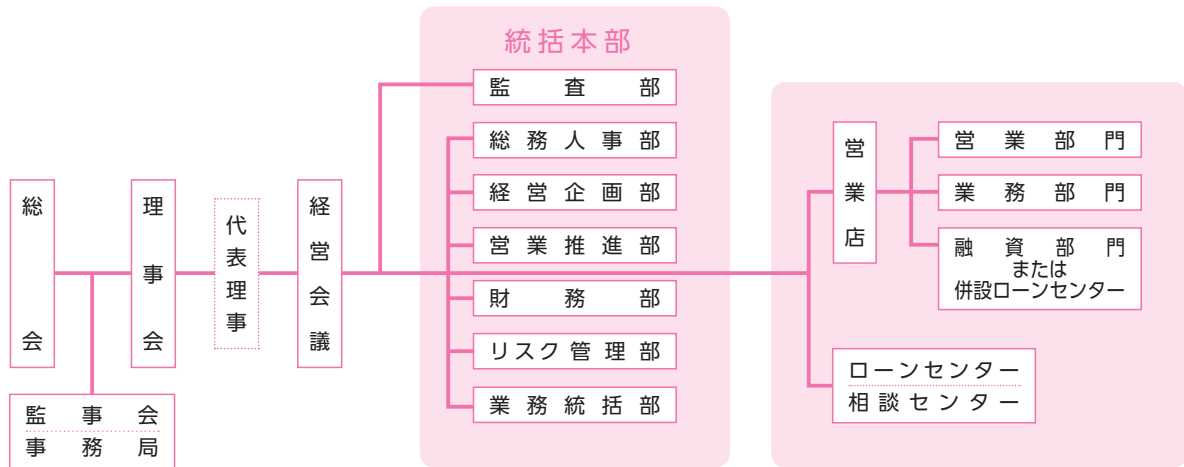 総会
監事会
事務局
理事会
代表理事
経営会議
統括本部
監査部
総務人事部
経営企画部
営業推進部
財務部
リスク管理部
業務統括部
営業店
営業部門
業務部門
融資部門
または
併設ローンセンター
ローンセンター
相談センター